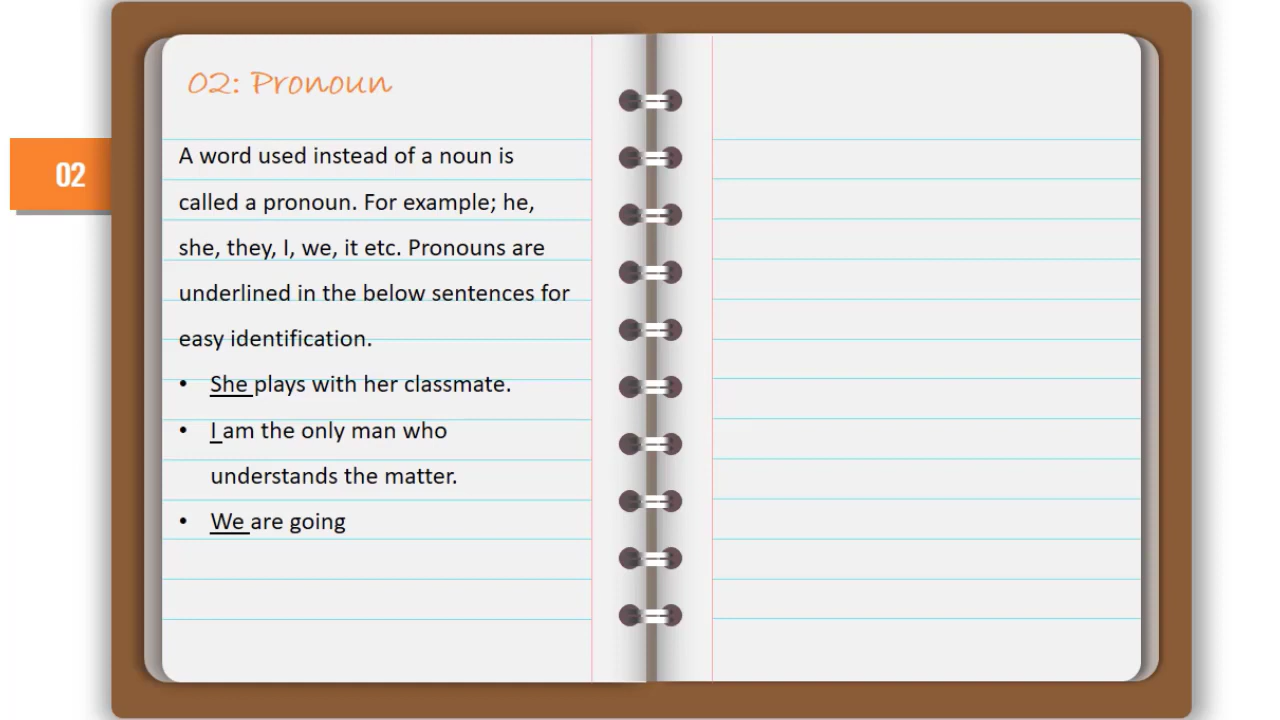 02: Pronoun
02
A word used instead of a noun is
called a pronoun. For example; he,
she, they, I, we, it etc. Pronouns are
underlined in the below sentences for
easy identification.
• She plays with her classmate.
• I am the only man who
understands the matter.
• We are going